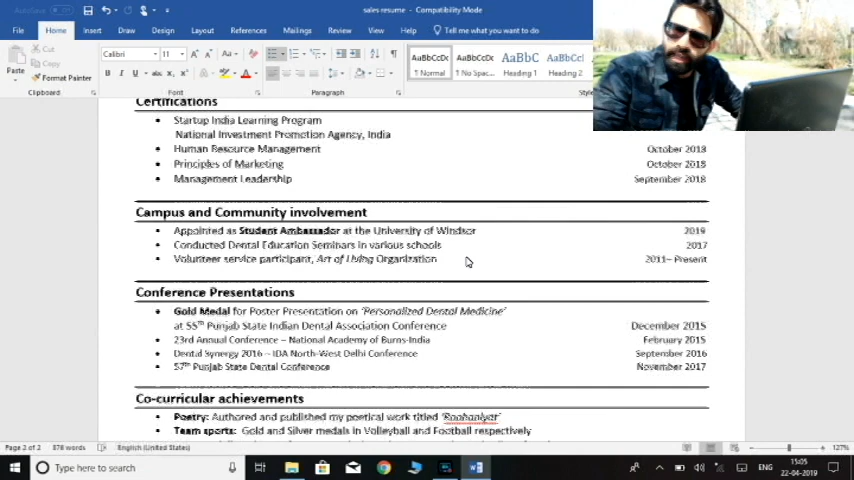 AutoSave Off
sales resume - Compatibility Mode
File Home Insert Draw Design Layout References Mailings Review View Help Tell me what you want to do
Paste
Cut
Copy
Format Painter
Clipboard
Calibri 11
Font
Paragraph
AaBbCcDc AaBbCcDc AaBbC AaBbCc
¶ Normal ¶ No Spac... Heading 1 Heading 2
Certifications
• Startup India Learning Program
National Investment Promotion Agency, India
• Human Resource Management October 2018
• Principles of Marketing October 2018
• Management Leadership September 2018
Campus and Community involvement
• Appointed as Student Ambassador at the University of Windsor 2019
• Conducted Dental Education Seminars in various schools 2017
• Volunteer service participant, Art of Living Organization 2011– Present
Conference Presentations
• Gold Medal for Poster Presentation on ‘Personalized Dental Medicine’
at 55th Punjab State Indian Dental Association Conference December 2015
• 23rd Annual Conference – National Academy of Burns-India February 2015
• Dental Synergy 2016 – IDA North-West Delhi Conference September 2016
• 57th Punjab State Dental Conference November 2017
Co-curricular achievements
• Poetry: Authored and published my poetical work titled ‘Raahaniyat’
• Team sports: Gold and Silver medals in Volleyball and Football respectively
Page 2 of 2 576 words English (United States) 127%
Type here to search
ENG
15:05
22-04-2019